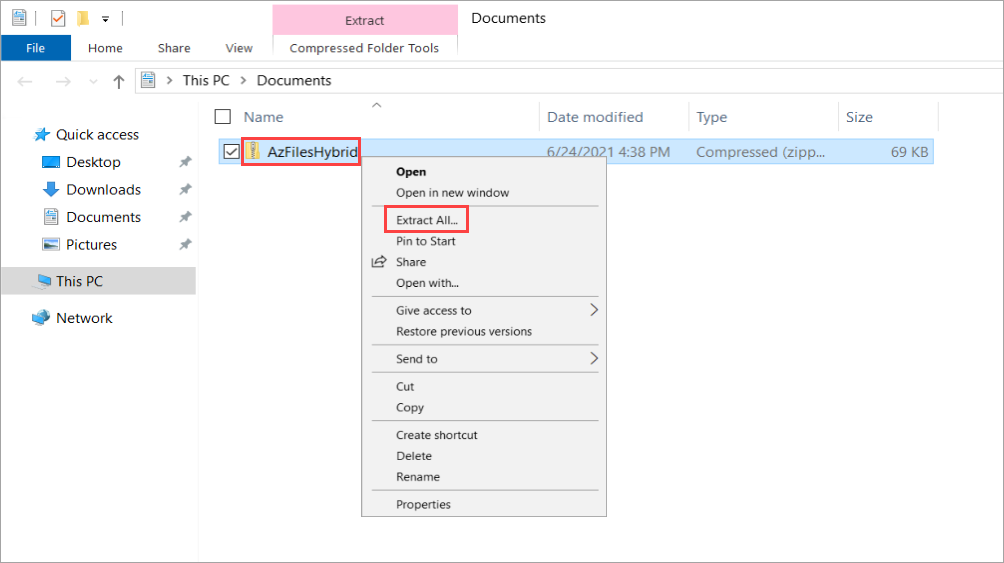 Extract
Documents
File
Home
Share
View
Compressed Folder Tools
This PC
Documents
Name
Date modified
Type
Size
Quick access
Desktop
Downloads
Documents
Pictures
This PC
Network
AzFilesHybrid
6/24/2021 4:38 PM
Compressed (zipp...
69 KB
Open
Open in new window
Extract All...
Pin to Start
Share
Open with...
Give access to
Restore previous versions
Send to
Cut
Copy
Create shortcut
Delete
Rename
Properties